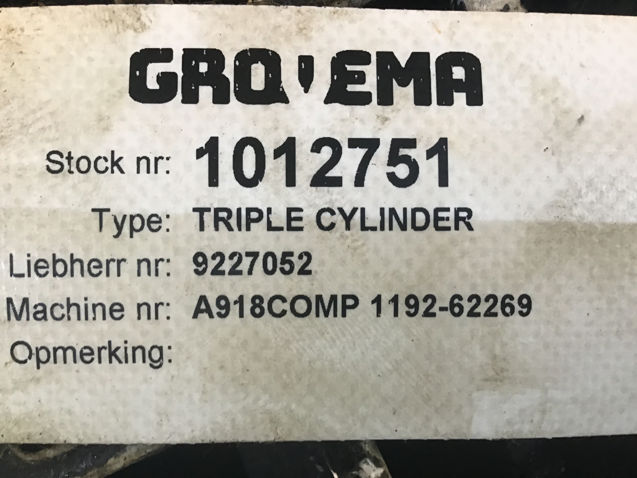 GRO'EMA
Stock nr: 1012751
Type: TRIPLE CYLINDER
Liebherr nr: 9227052
Machine nr: A918COMP 1192-62269
Opmerking: